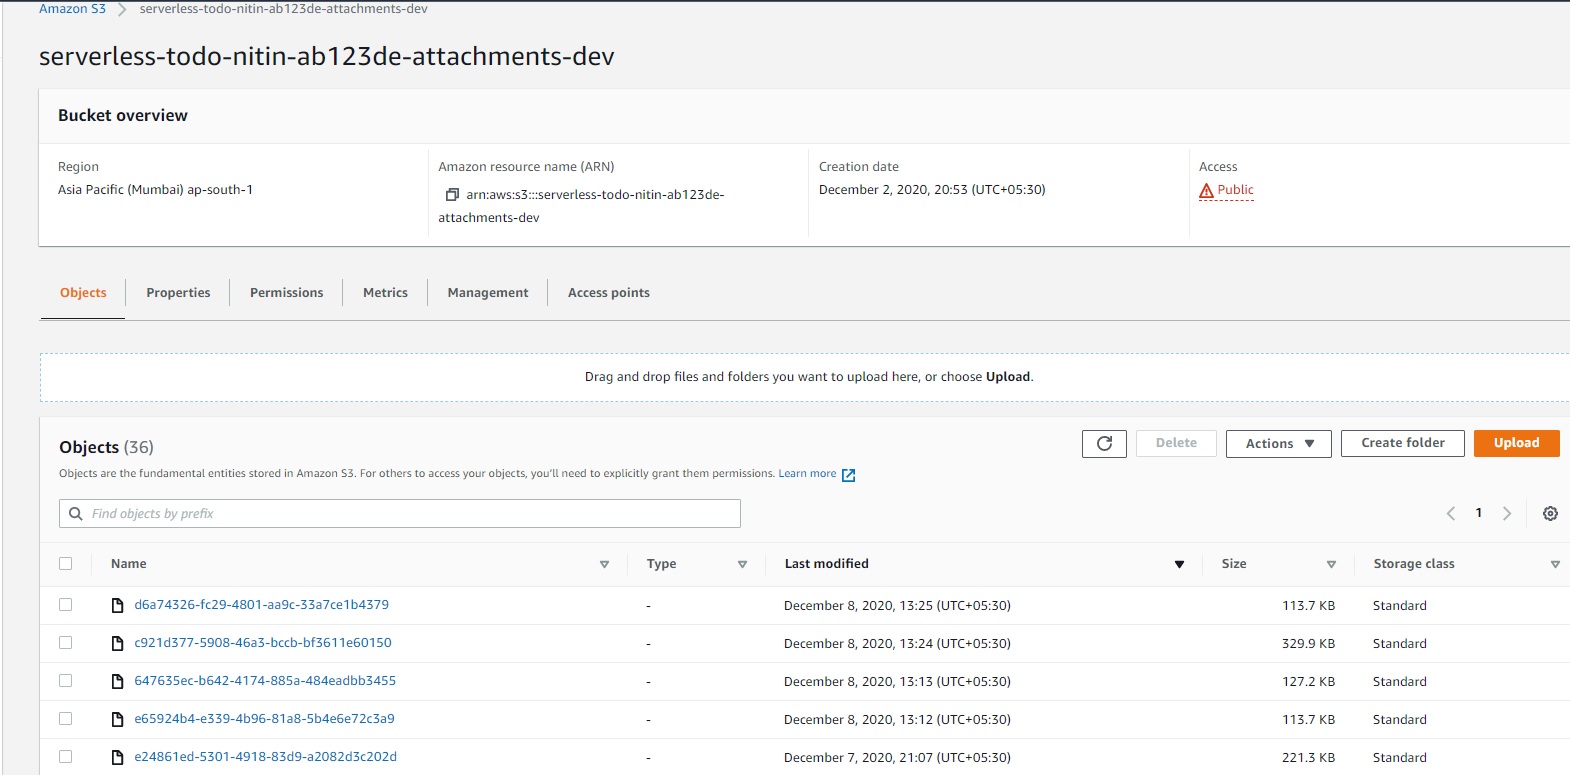 Amazon S3 > serverless-todo-nitin-ab123de-attachments-dev
serverless-todo-nitin-ab123de-attachments-dev
Bucket overview
Region
Asia Pacific (Mumbai) ap-south-1
Amazon resource name (ARN)
arn:aws:s3:::serverless-todo-nitin-ab123de-
attachments-dev
Creation date
December 2, 2020, 20:53 (UTC+05:30)
Access
Public
Objects Properties Permissions Metrics Management Access points
Drag and drop files and folders you want to upload here, or choose Upload.
Objects (36)
Delete Actions Create folder Upload
Objects are the fundamental entities stored in Amazon S3. For others to access your objects, you'll need to explicitly grant them permissions. Learn more
Find objects by prefix
1
Name Type Last modified Size Storage class
d6a74326-fc29-4801-aa9c-33a7ce1b4379 - December 8, 2020, 13:25 (UTC+05:30) 113.7 KB Standard
c921d377-5908-46a3-bccb-bf3611e60150 - December 8, 2020, 13:24 (UTC+05:30) 329.9 KB Standard
647635ec-b642-4174-885a-484eadbb3455 - December 8, 2020, 13:13 (UTC+05:30) 127.2 KB Standard
e65924b4-e339-4b96-81a8-5b4e6e72c3a9 - December 8, 2020, 13:12 (UTC+05:30) 113.7 KB Standard
e24861ed-5301-4918-83d9-a2082d3c202d - December 7, 2020, 21:07 (UTC+05:30) 221.3 KB Standard